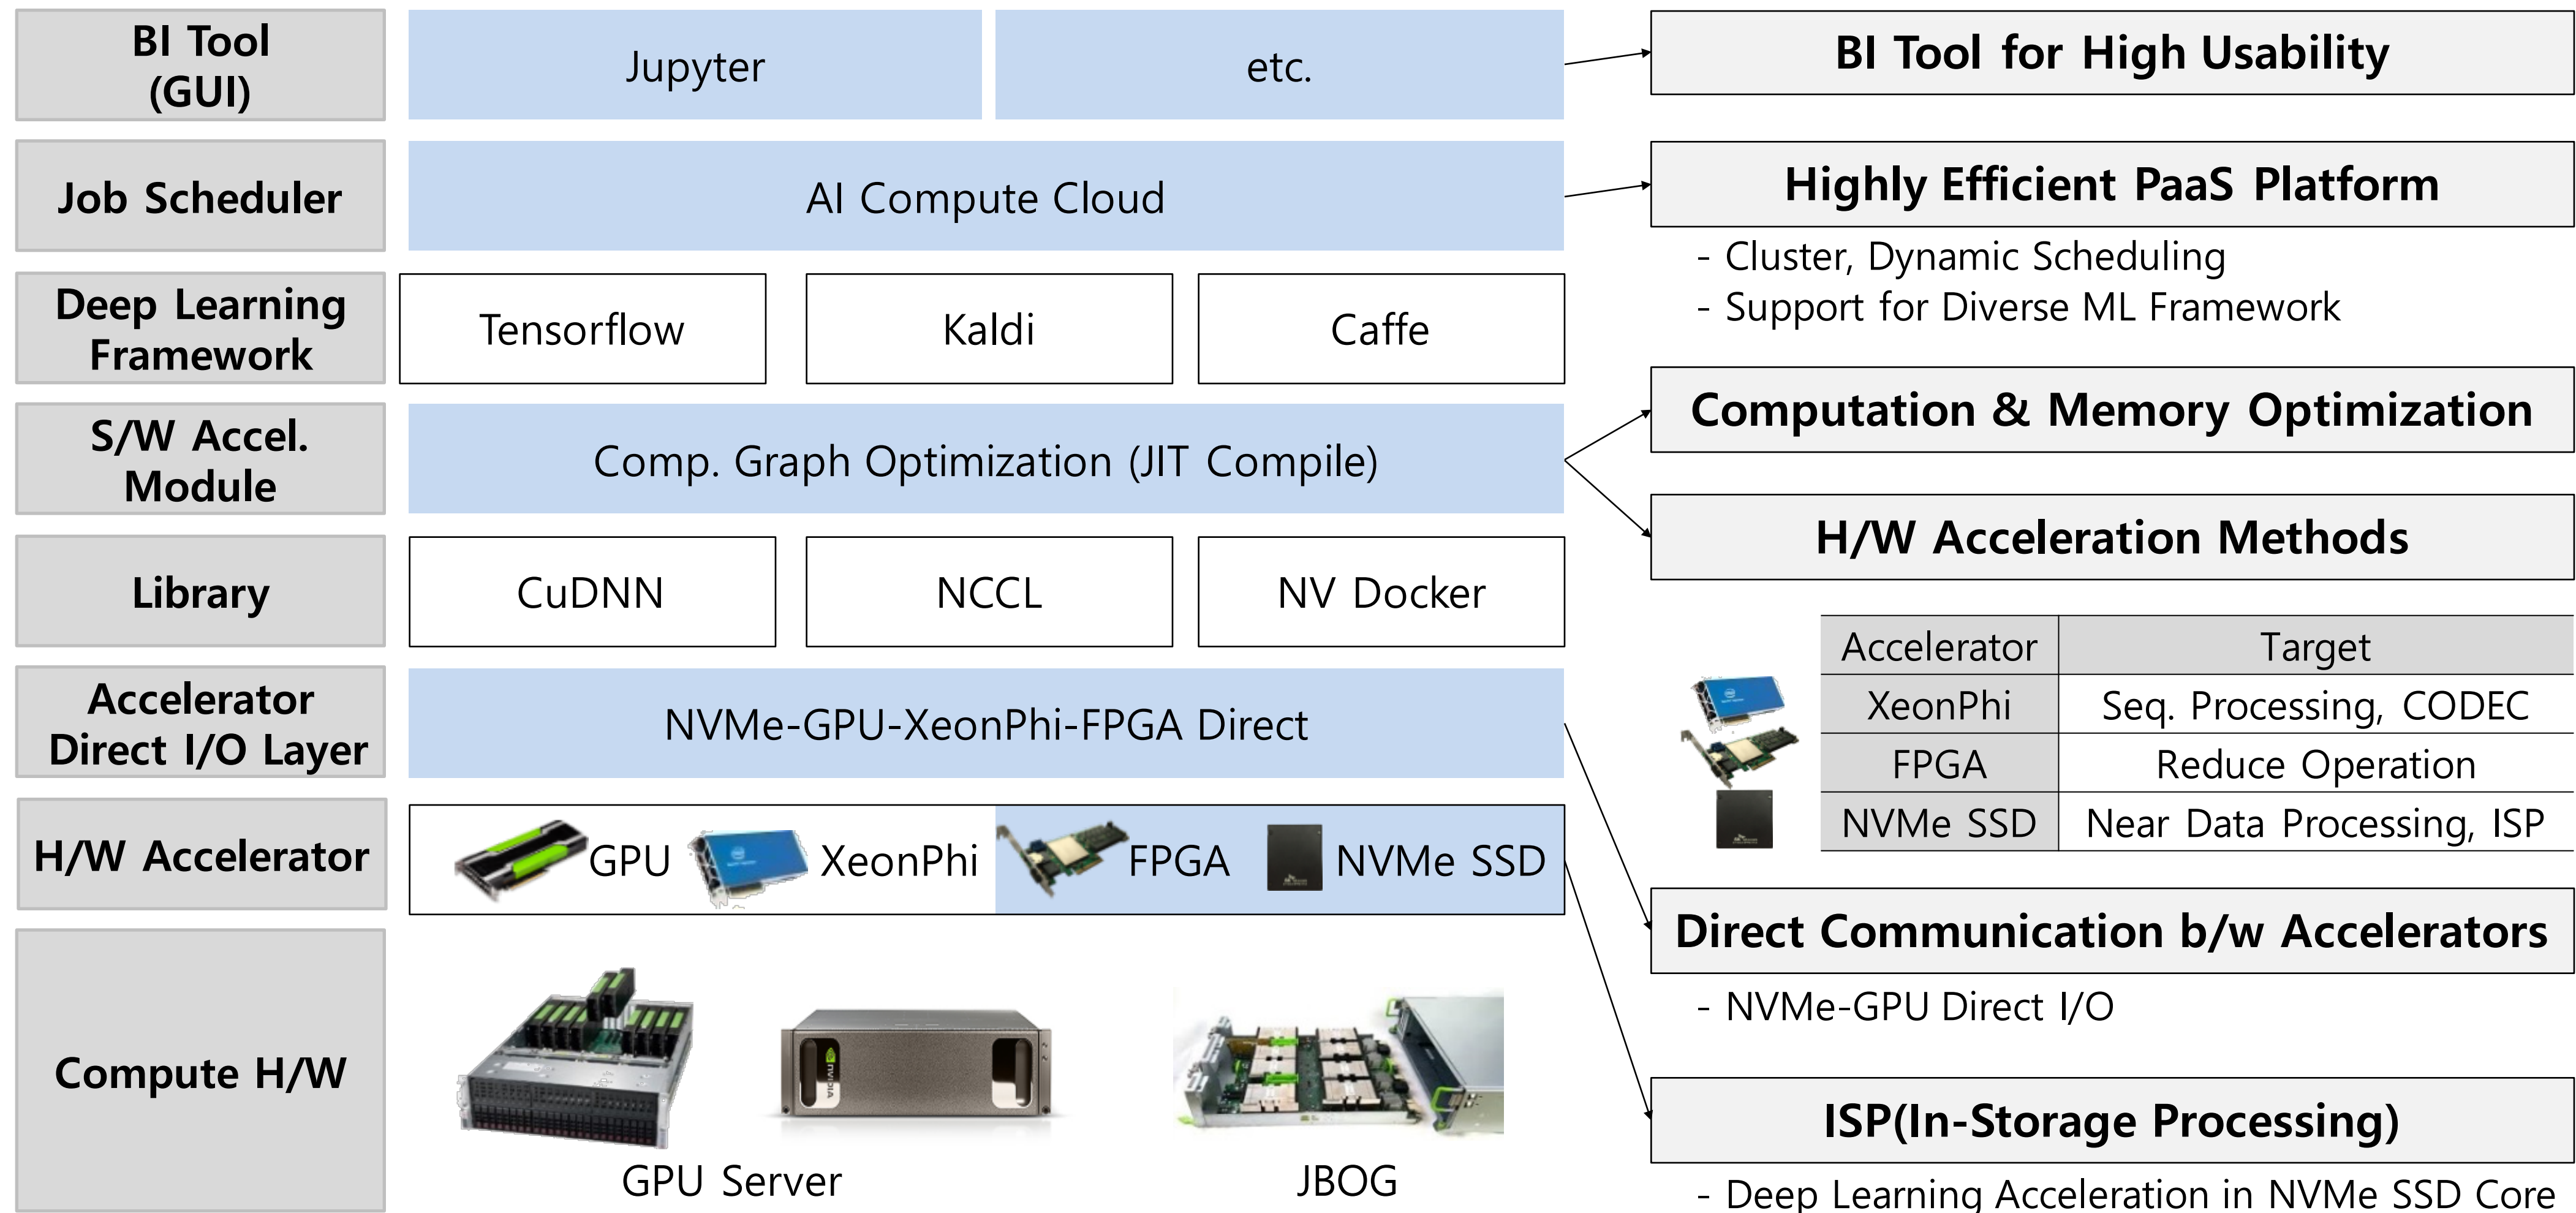 BI Tool
(GUI)
Jupyter
etc.
BI Tool for High Usability
Job Scheduler
AI Compute Cloud
Highly Efficient PaaS Platform
- Cluster, Dynamic Scheduling
- Support for Diverse ML Framework
Deep Learning
Framework
Tensorflow
Kaldi
Caffe
S/W Accel.
Module
Comp. Graph Optimization (JIT Compile)
Computation & Memory Optimization
H/W Acceleration Methods
Library
CuDNN
NCCL
NV Docker
Accelerator Target
XeonPhi Seq. Processing, CODEC
FPGA Reduce Operation
NVMe SSD Near Data Processing, ISP
Accelerator
Direct I/O Layer
NVMe-GPU-XeonPhi-FPGA Direct
H/W Accelerator
GPU
XeonPhi
FPGA
NVMe SSD
Direct Communication b/w Accelerators
- NVMe-GPU Direct I/O
Compute H/W
NVIDIA
GPU Server
JBOG
ISP(In-Storage Processing)
- Deep Learning Acceleration in NVMe SSD Core